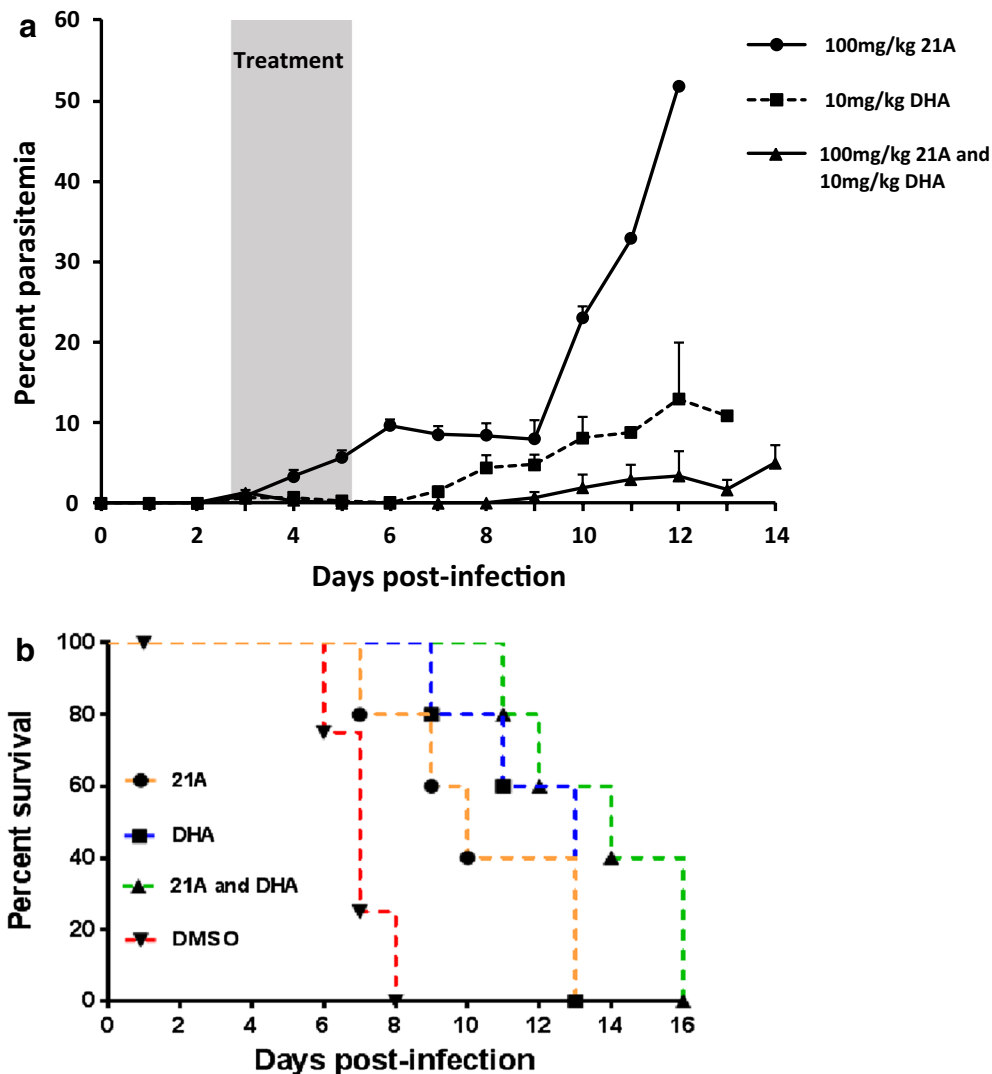 a
60
50
40
30
20
10
0
Percent parasitemia
Treatment
100mg/kg 21A
10mg/kg DHA
100mg/kg 21A and
10mg/kg DHA
0 2 4 6 8 10 12 14
Days post-infection
b
100
80
60
40
20
0
Percent survival
21A
DHA
21A and DHA
DMSO
0 2 4 6 8 10 12 14 16
Days post-infection